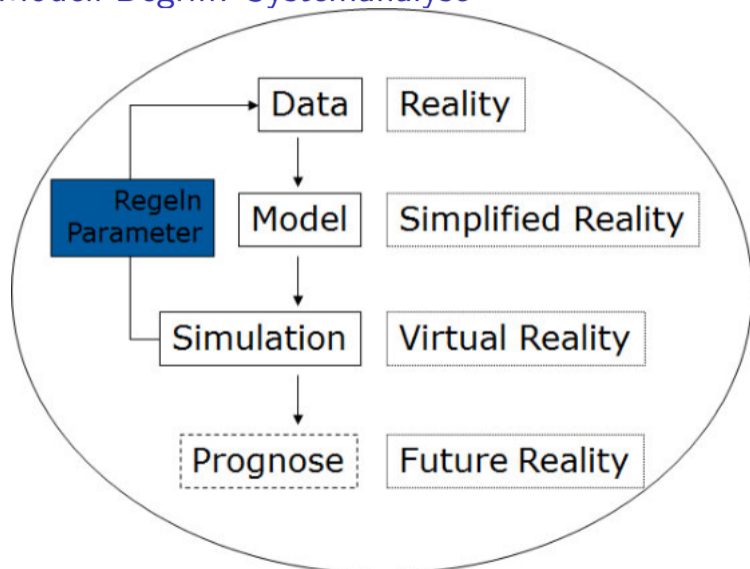 Data
Reality
Regeln
Parameter
Model
Simplified Reality
Simulation
Virtual Reality
Prognose
Future Reality